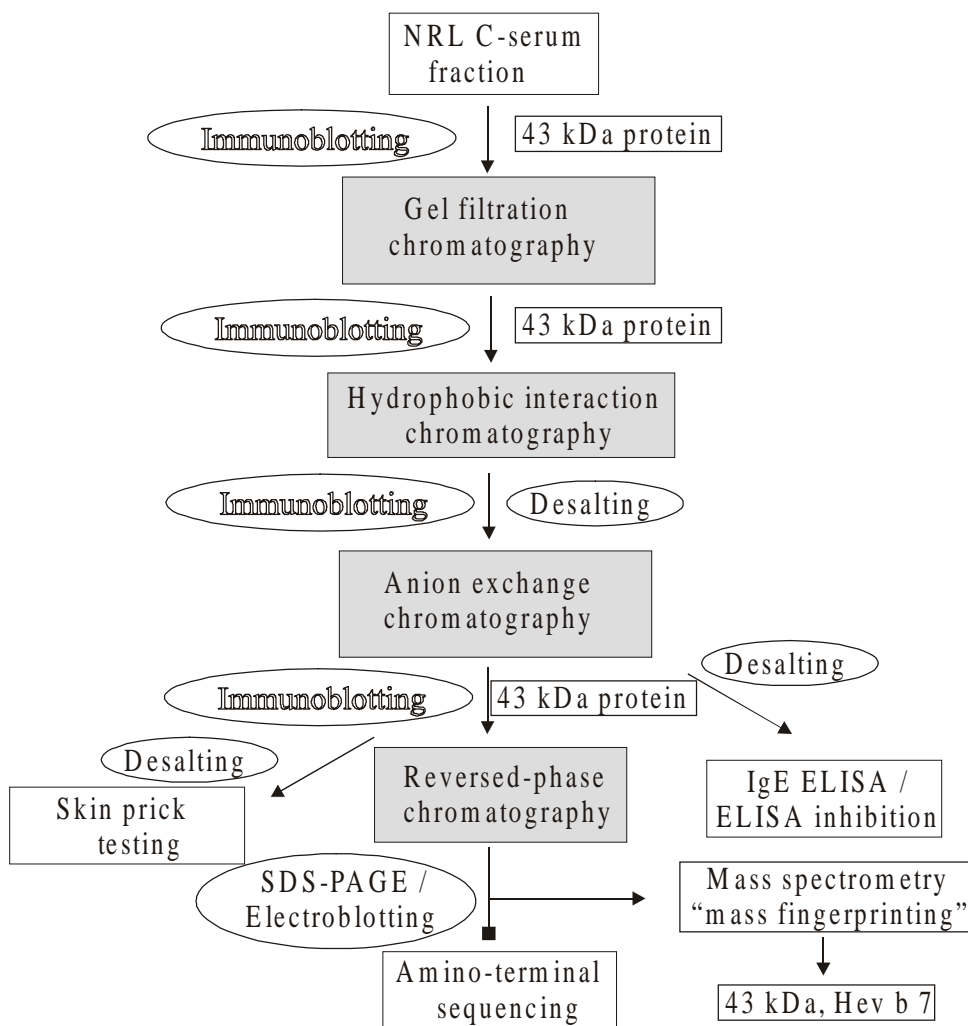 NRL C-serum
fraction
Immunoblotting
43 kDa protein
Gel filtration
chromatography
Immunoblotting
43 kDa protein
Hydrophobic interaction
chromatography
Immunoblotting
Desalting
Anion exchange
chromatography
Desalting
Immunoblotting
43 kDa protein
Desalting
Skin prick
testing
Reversed-phase
chromatography
IgE ELISA /
ELISA inhibition
SDS-PAGE /
Electroblotting
Mass spectrometry
“mass fingerprinting”
Amino-terminal
sequencing
43 kDa, Hev b 7